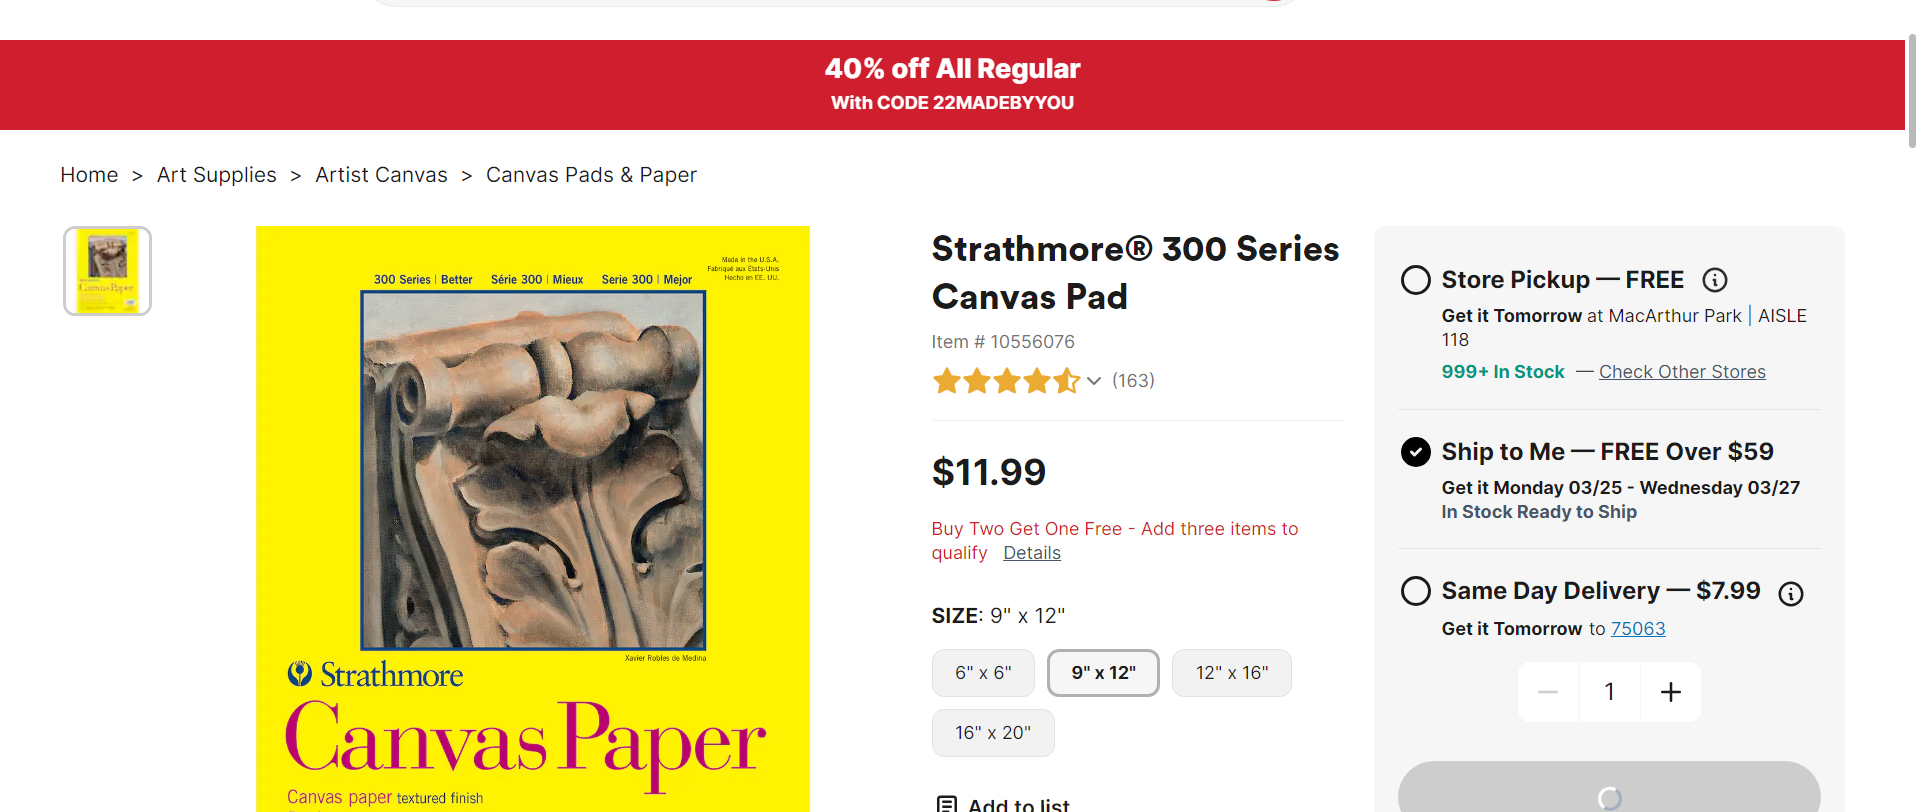 40% off All Regular
With CODE 22MADEBYYOU
Home > Art Supplies > Artist Canvas > Canvas Pads & Paper
Made in the U.S.A.
Fabriqué aux États-Unis
Hecho en EE. UU.
300 Series | Better Série 300 | Mieux Serie 300 | Mejor
Xavier Robles de Medina
Strathmore
Canvas Paper
Canvas paper textured finish
Strathmore® 300 Series
Canvas Pad
Item # 10556076
(163)
$11.99
Buy Two Get One Free - Add three items to
qualify Details
SIZE: 9" x 12"
6" x 6" 9" x 12" 12" x 16"
16" x 20"
Add to list
Store Pickup — FREE
Get it Tomorrow at MacArthur Park | AISLE
118
999+ In Stock — Check Other Stores
Ship to Me — FREE Over $59
Get it Monday 03/25 - Wednesday 03/27
In Stock Ready to Ship
Same Day Delivery — $7.99
Get it Tomorrow to 75063
1